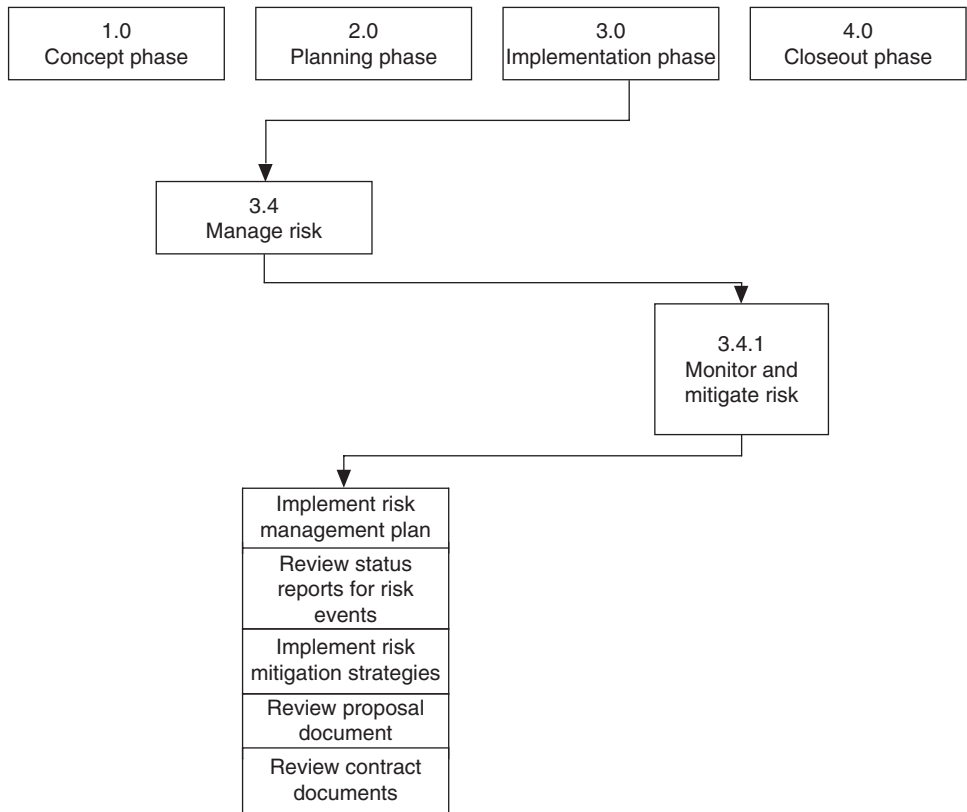 1.0
Concept phase
2.0
Planning phase
3.0
Implementation phase
4.0
Closeout phase
3.4
Manage risk
3.4.1
Monitor and
mitigate risk
Implement risk
management plan
Review status
reports for risk
events
Implement risk
mitigation strategies
Review proposal
document
Review contract
documents